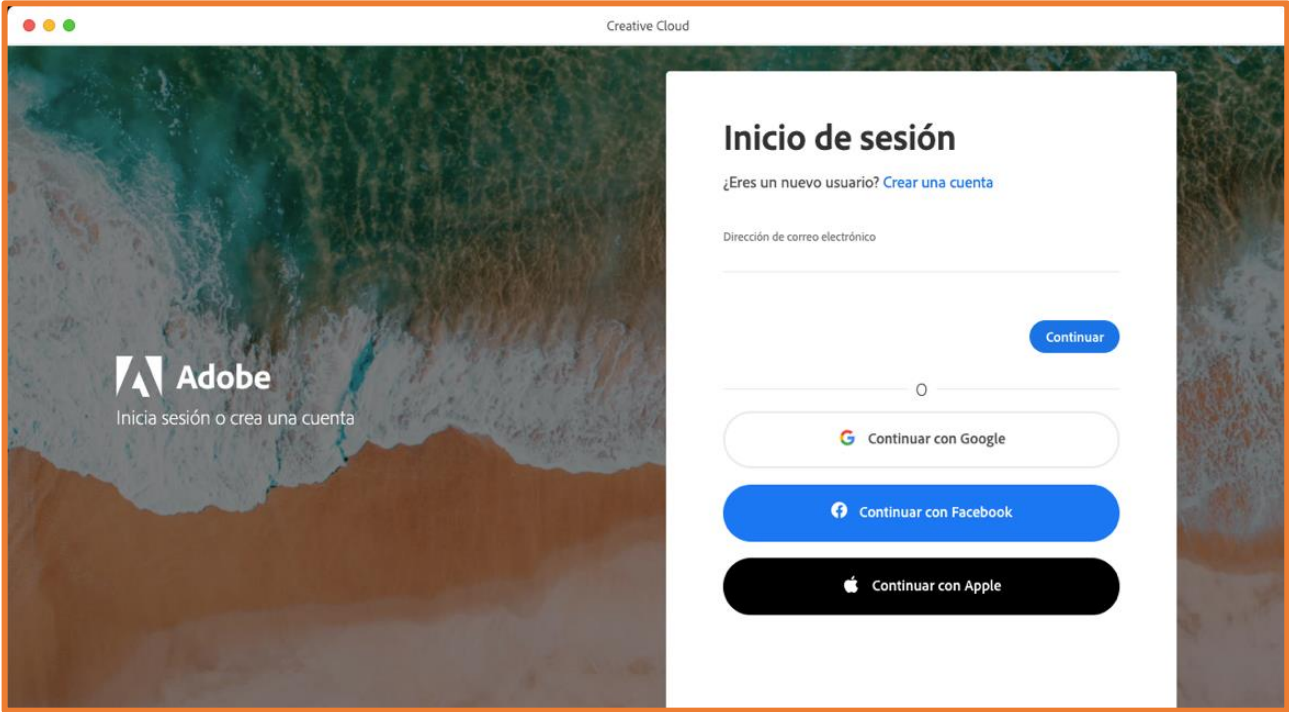 Creative Cloud
Adobe
Inicia sesión o crea una cuenta
Inicio de sesión
¿Eres un nuevo usuario? Crear una cuenta
Dirección de correo electrónico
Continuar
O
Continuar con Google
Continuar con Facebook
Continuar con Apple